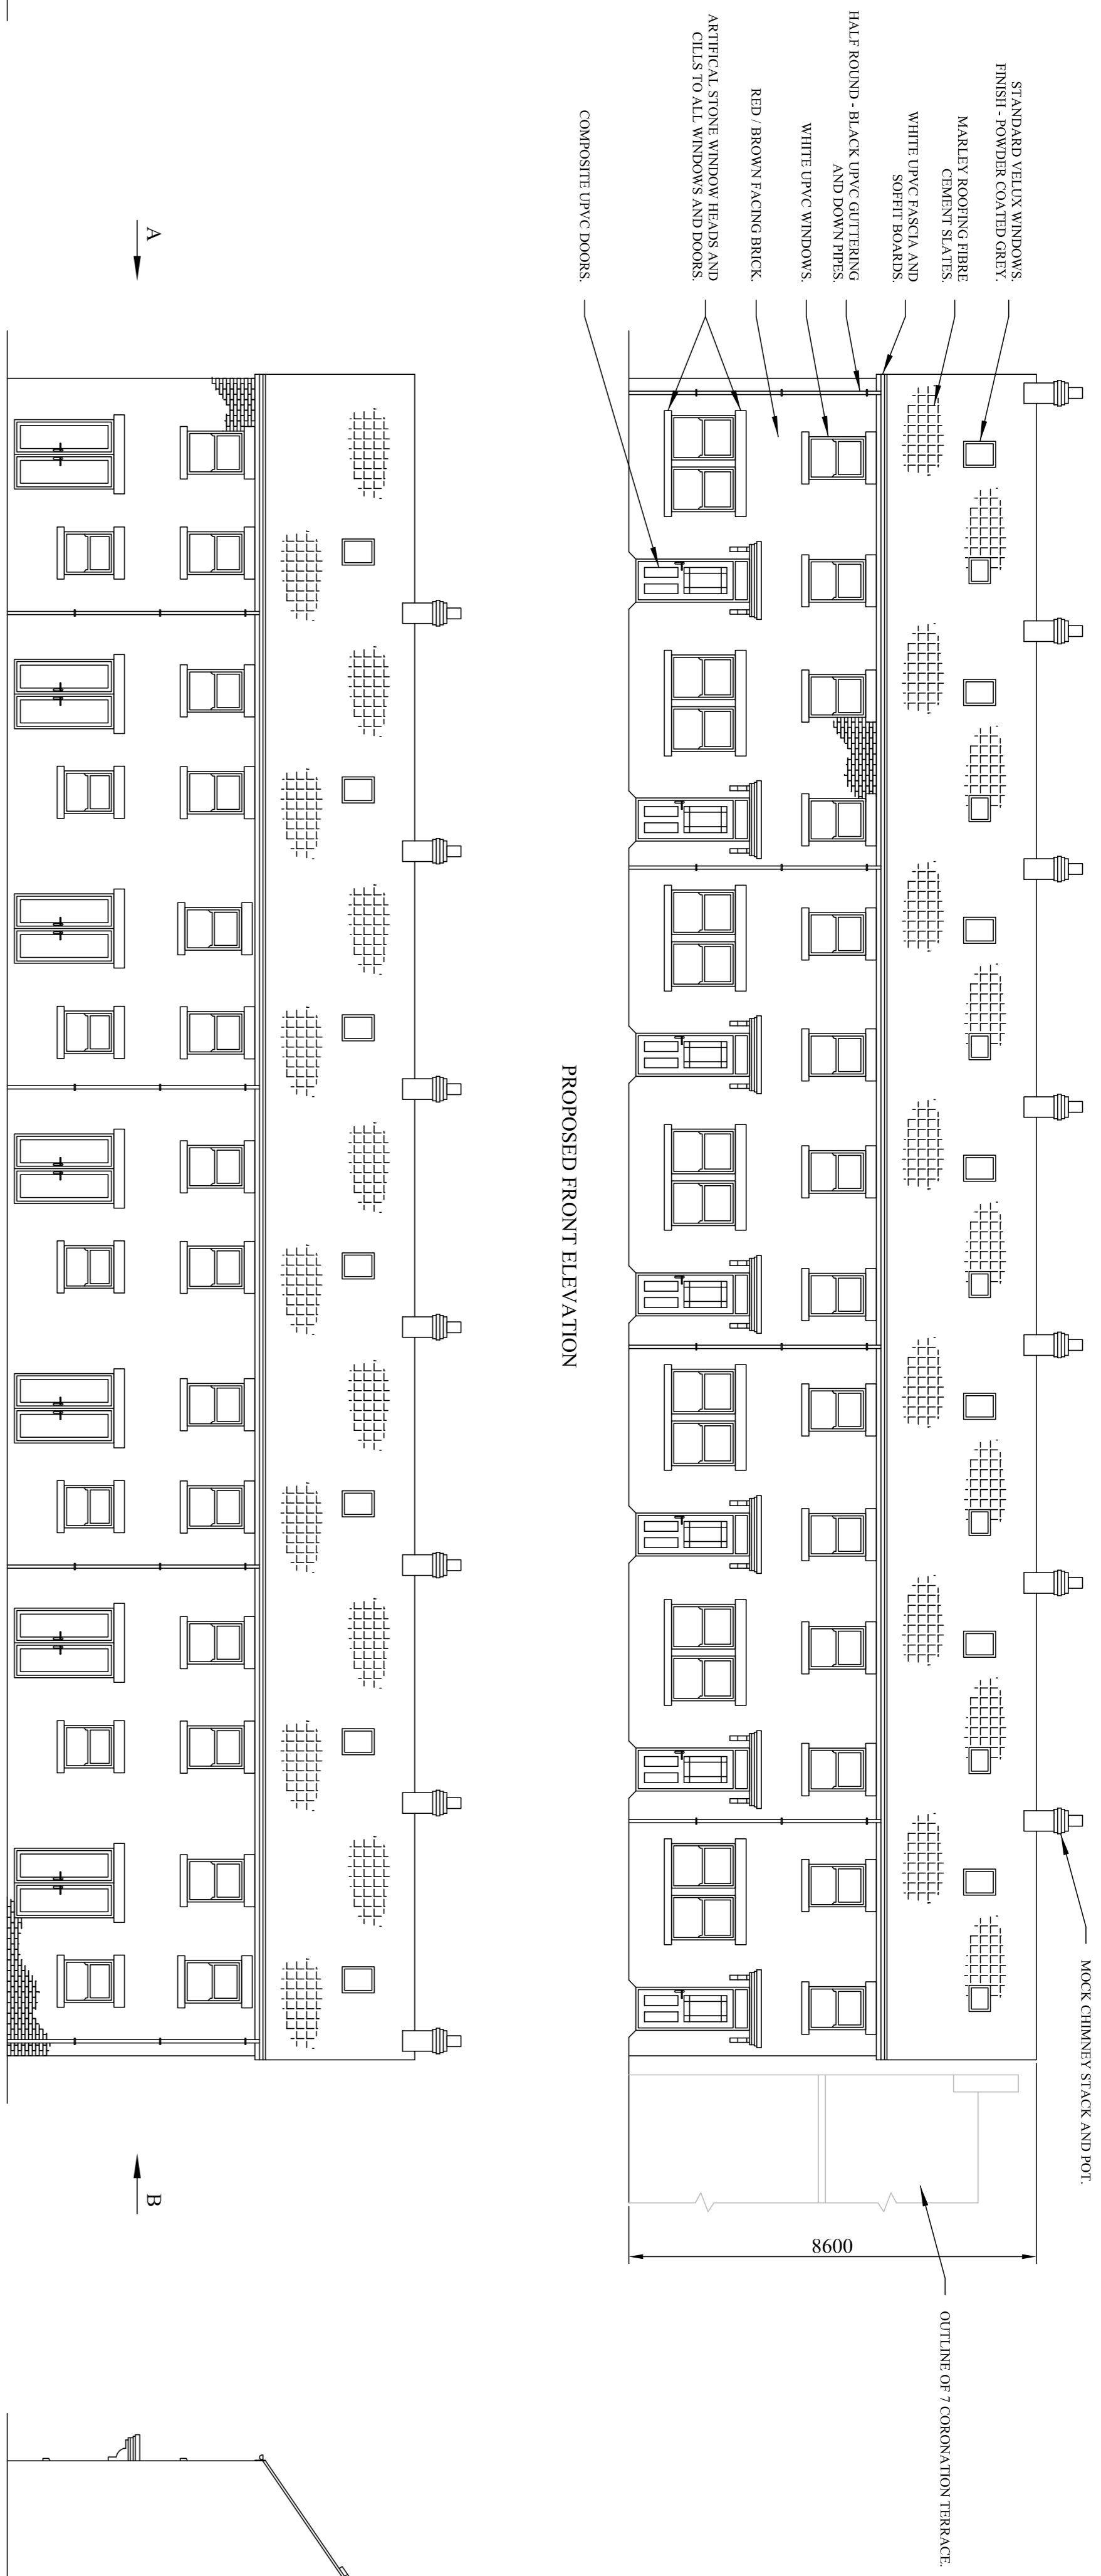 STANDARD VELUX WINDOWS.
FINISH - POWDER COATED GREY.
MARLEY ROOFING FIBRE
CEMENT SLATES.
WHITE UPVC FASCIA AND
SOFFIT BOARDS.
HALF ROUND - BLACK UPVC GUTTERING
AND DOWN PIPES.
WHITE UPVC WINDOWS.
RED / BROWN FACING BRICK.
ARTIFICAL STONE WINDOW HEADS AND
CILLS TO ALL WINDOWS AND DOORS.
COMPOSITE UPVC DOORS.
MOCK CHIMNEY STACK AND POT.
OUTLINE OF 7 CORONATION TERRACE.
8600
PROPOSED FRONT ELEVATION
A
B